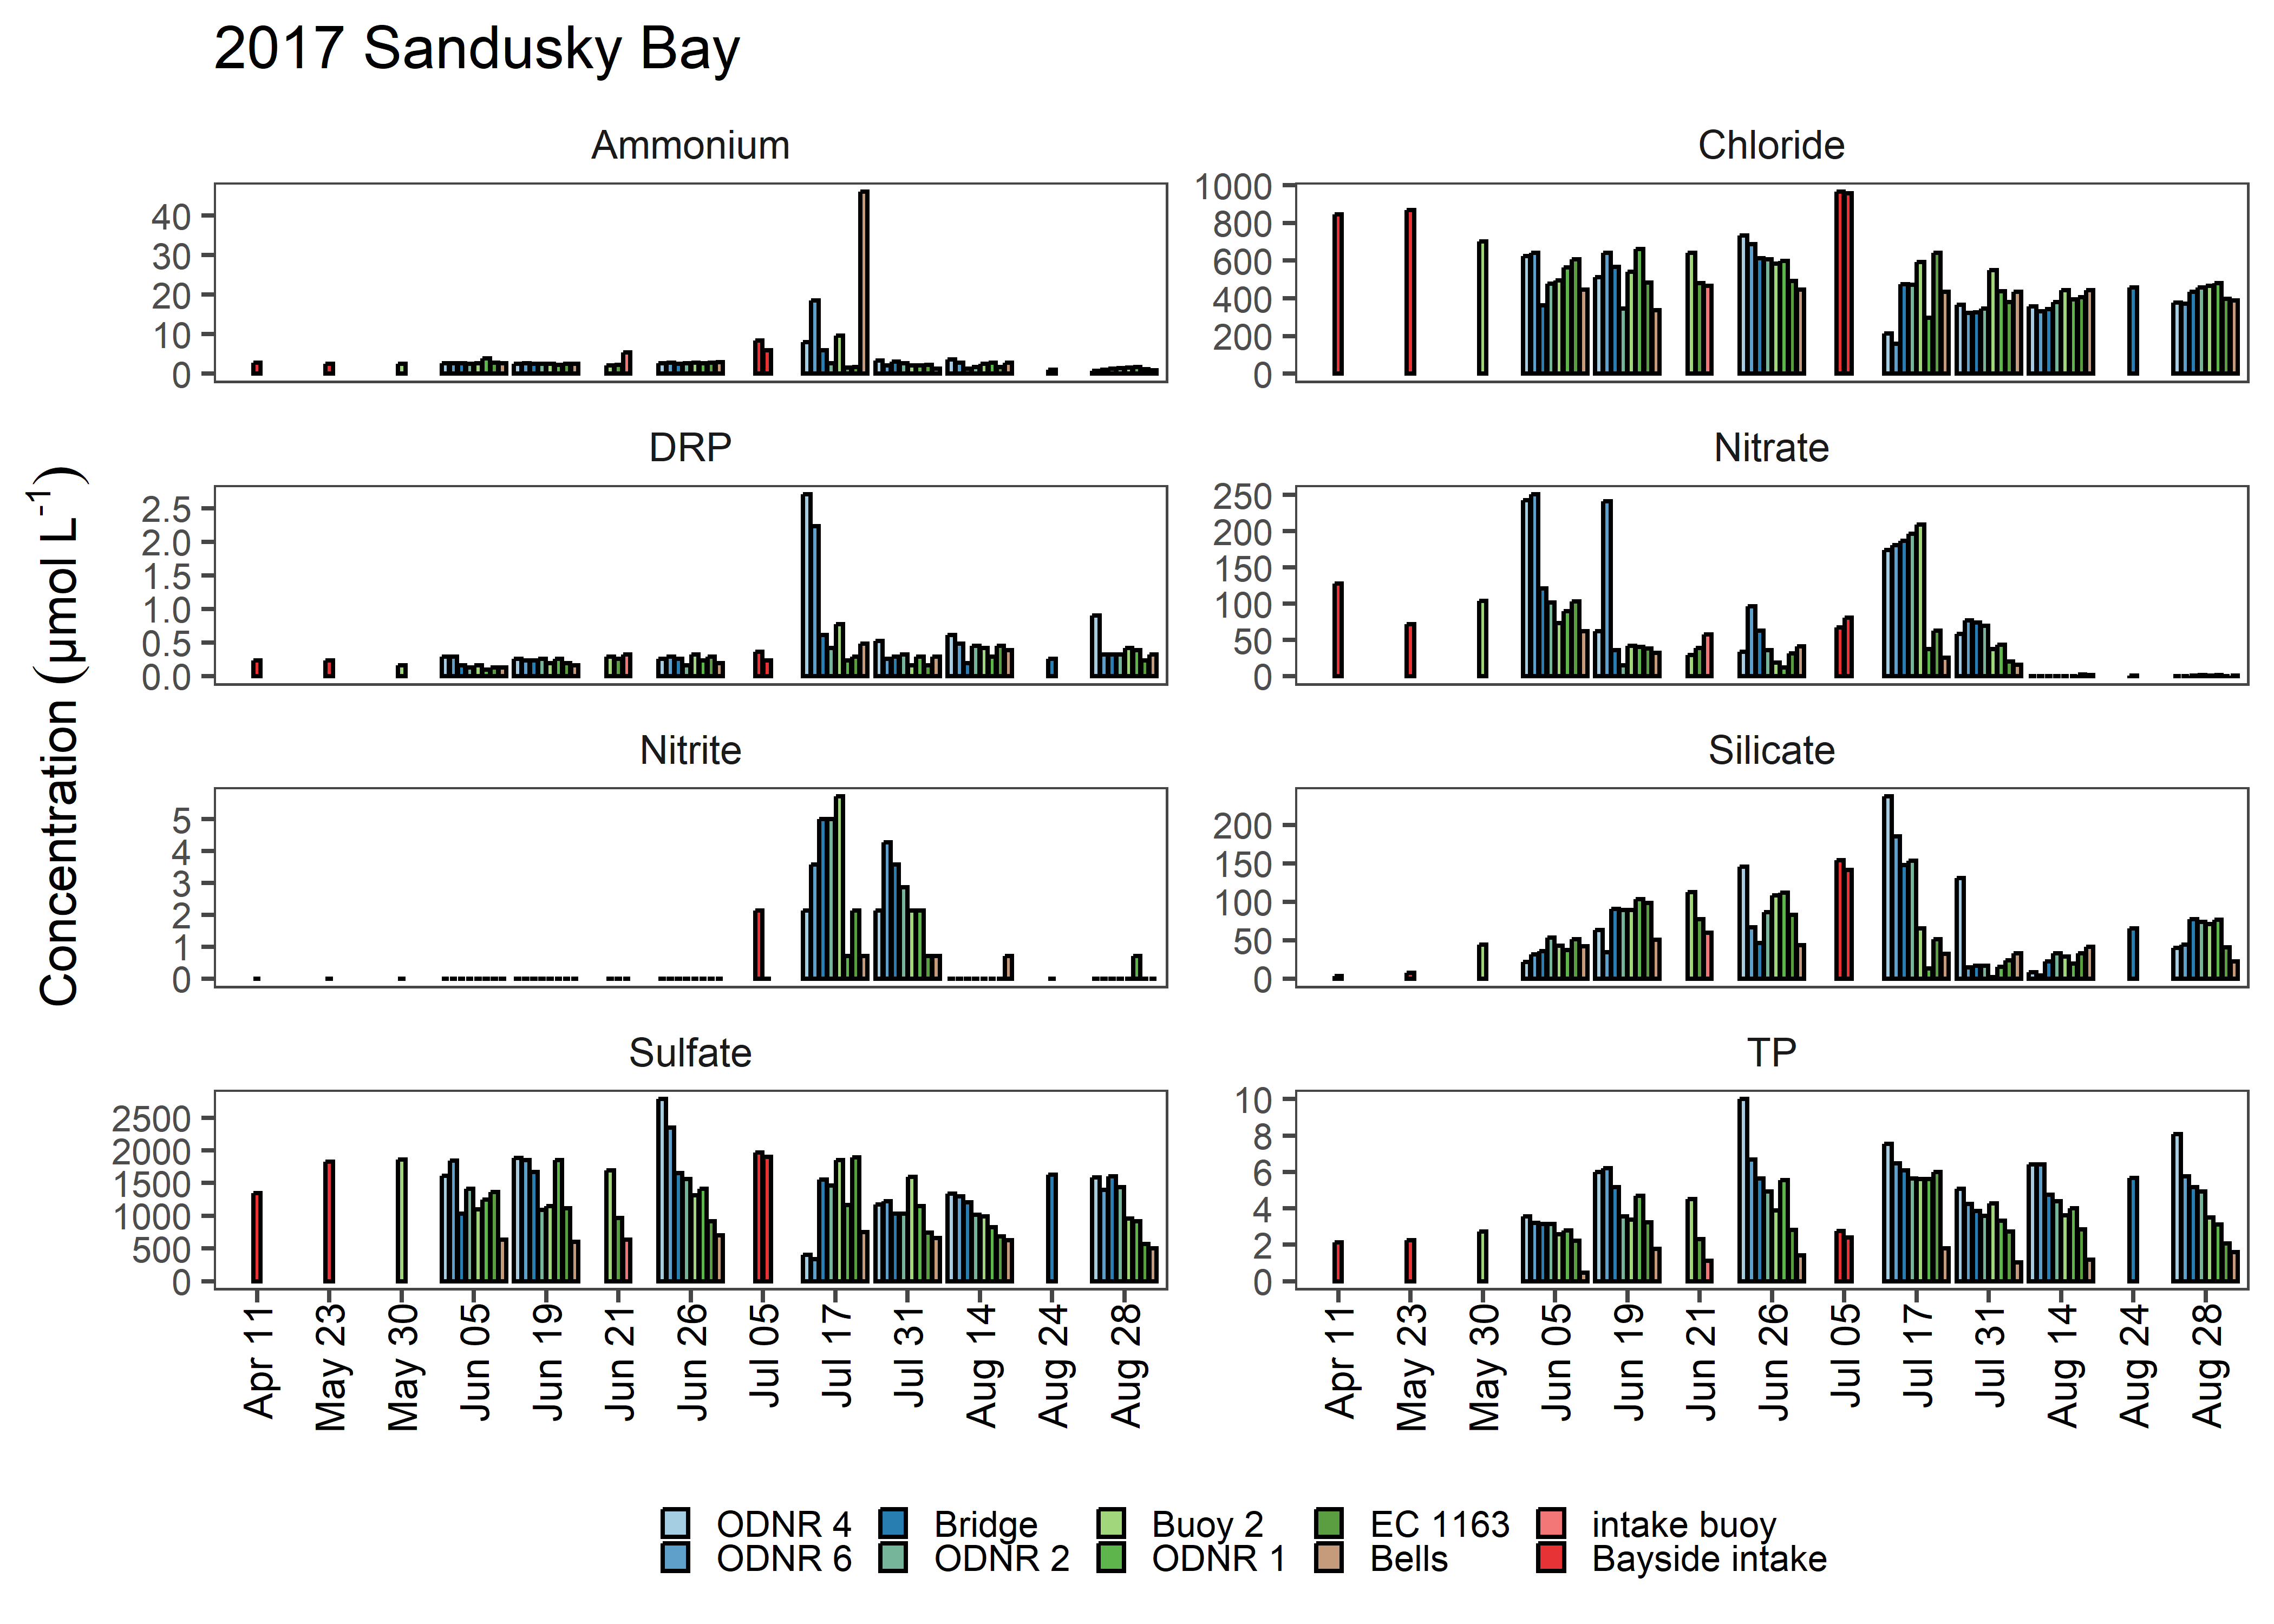 2017 Sandusky Bay
Ammonium
Chloride
40
30
20
10
0
1000
800
600
400
200
0
DRP
Nitrate
2.5
2.0
1.5
1.0
0.5
0.0
250
200
150
100
50
0
Concentration (µmol L⁻¹)
Nitrite
Silicate
5
4
3
2
1
0
200
150
100
50
0
Sulfate
TP
2500
2000
1500
1000
500
0
10
8
6
4
2
0
Apr 11
May 23
May 30
Jun 05
Jun 19
Jun 21
Jun 26
Jul 05
Jul 17
Jul 31
Aug 14
Aug 24
Aug 28
Apr 11
May 23
May 30
Jun 05
Jun 19
Jun 21
Jun 26
Jul 05
Jul 17
Jul 31
Aug 14
Aug 24
Aug 28
ODNR 4 Bridge Buoy 2 EC 1163 intake buoy
ODNR 6 ODNR 2 ODNR 1 Bells Bayside intake